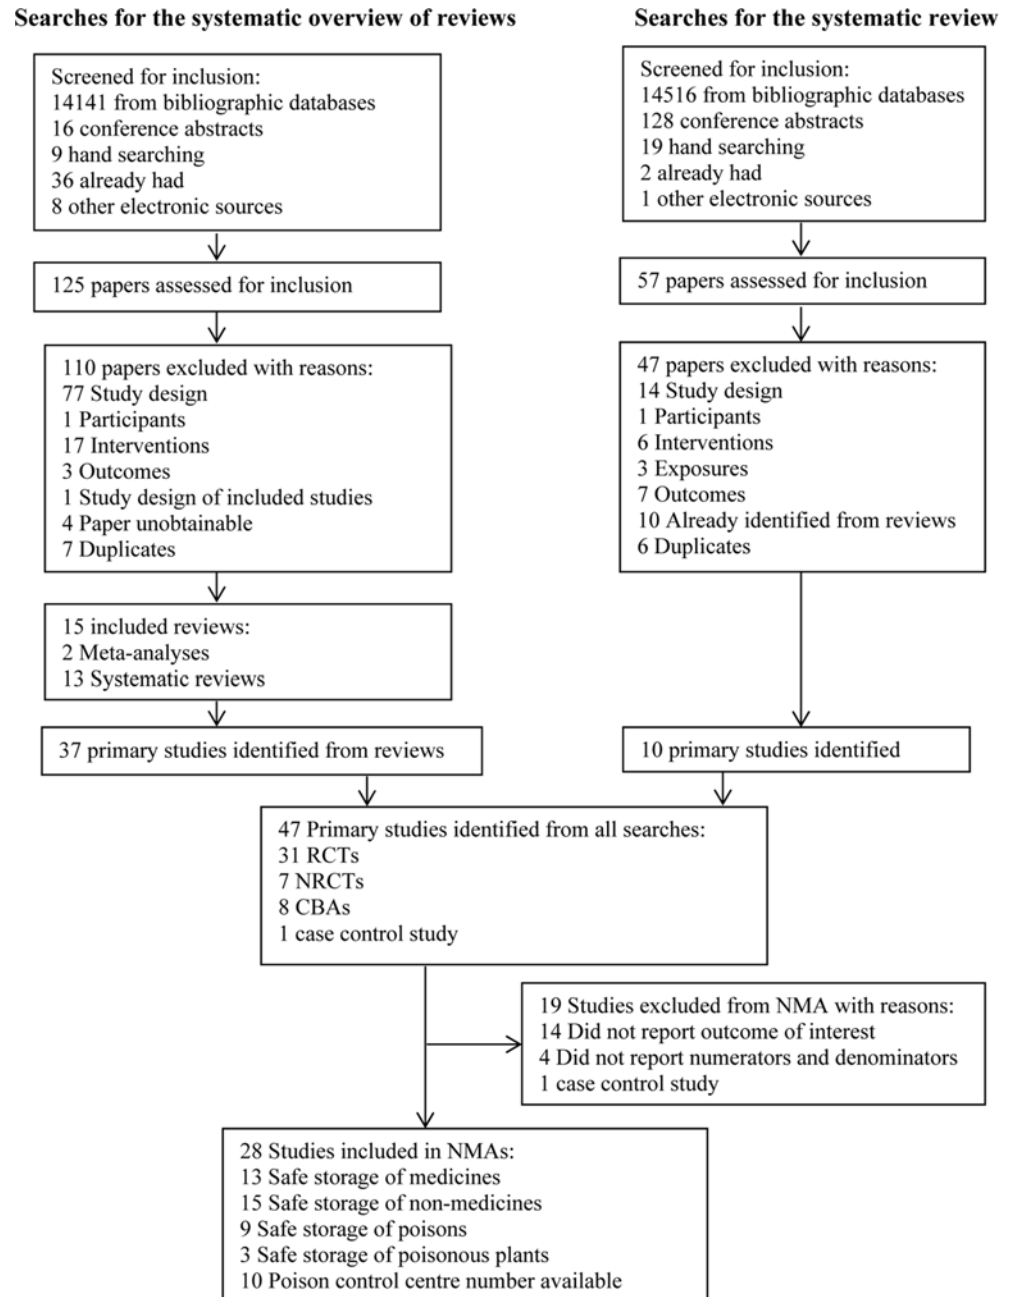 Searches for the systematic overview of reviews
Screened for inclusion:
14141 from bibliographic databases
16 conference abstracts
9 hand searching
36 already had
8 other electronic sources
125 papers assessed for inclusion
110 papers excluded with reasons:
77 Study design
1 Participants
17 Interventions
3 Outcomes
1 Study design of included studies
4 Paper unobtainable
7 Duplicates
15 included reviews:
2 Meta-analyses
13 Systematic reviews
37 primary studies identified from reviews
Searches for the systematic review
Screened for inclusion:
14516 from bibliographic databases
128 conference abstracts
19 hand searching
2 already had
1 other electronic sources
57 papers assessed for inclusion
47 papers excluded with reasons:
14 Study design
1 Participants
6 Interventions
3 Exposures
7 Outcomes
10 Already identified from reviews
6 Duplicates
10 primary studies identified
47 Primary studies identified from all searches:
31 RCTs
7 NRCTs
8 CBAs
1 case control study
19 Studies excluded from NMA with reasons:
14 Did not report outcome of interest
4 Did not report numerators and denominators
1 case control study
28 Studies included in NMAs:
13 Safe storage of medicines
15 Safe storage of non-medicines
9 Safe storage of poisons
3 Safe storage of poisonous plants
10 Poison control centre number available